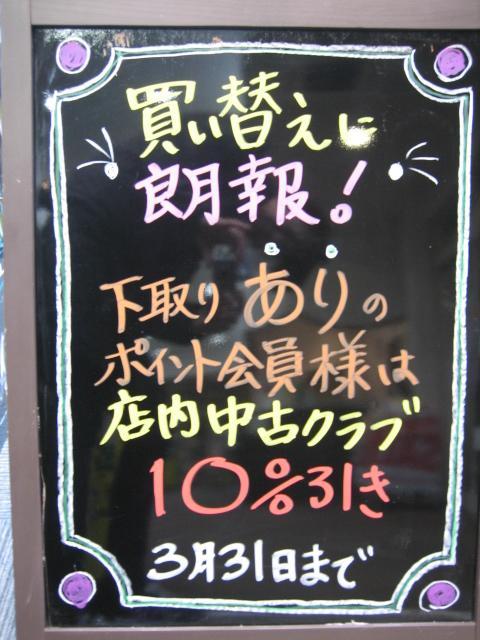 買い替えに
朗報!
下取りありの
ポイント会員様は
店内中古クラブ
10%引き
3月31日まで